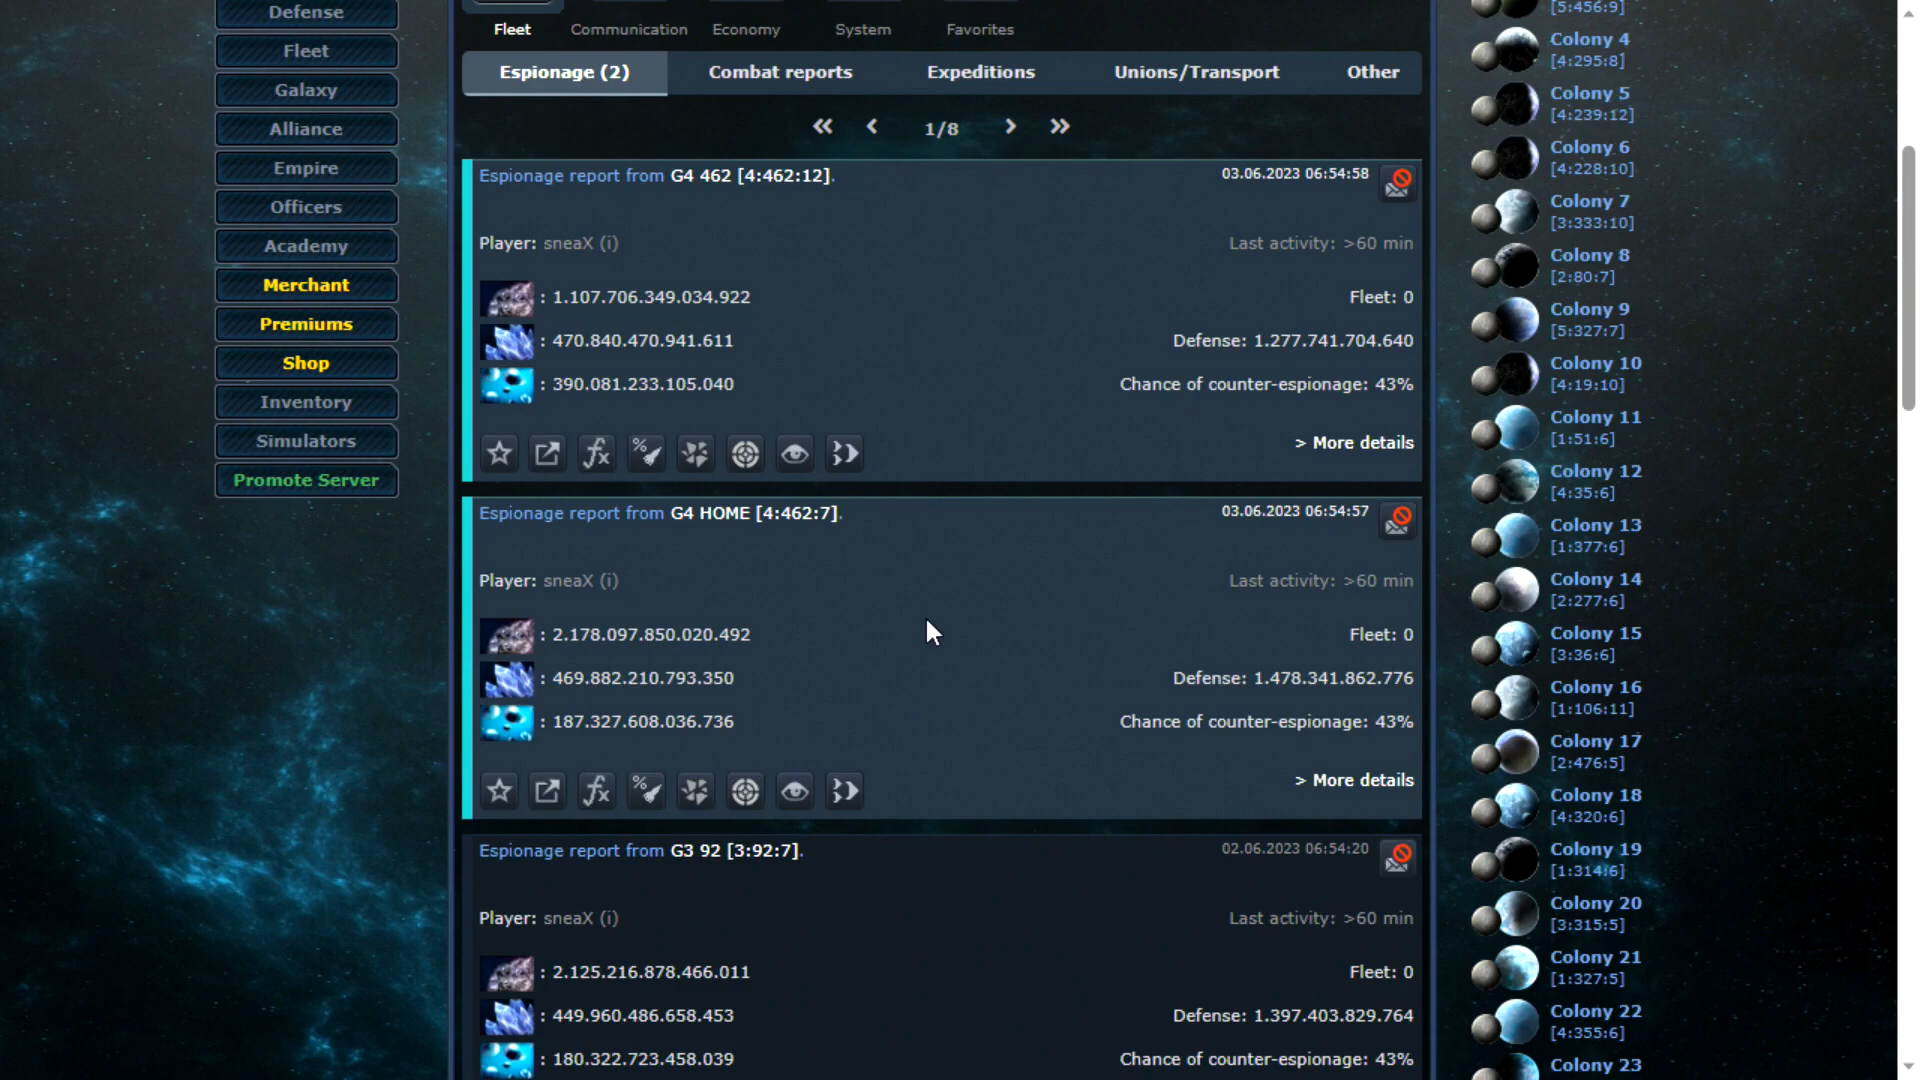 Defense
Fleet
Galaxy
Alliance
Empire
Officers
Academy
Merchant
Premiums
Shop
Inventory
Simulators
Promote Server
Fleet Communication Economy System Favorites
Espionage (2) Combat reports Expeditions Unions/Transport Other
1/8
Espionage report from G4 462 [4:462:12]. 03.06.2023 06:54:58
Player: sneaX (i) Last activity: >60 min
: 1.107.706.349.034.922 Fleet: 0
: 470.840.470.941.611 Defense: 1.277.741.704.640
: 390.081.233.105.040 Chance of counter-espionage: 43%
> More details
Espionage report from G4 HOME [4:462:7]. 03.06.2023 06:54:57
Player: sneaX (i) Last activity: >60 min
: 2.178.097.850.020.492 Fleet: 0
: 469.882.210.793.350 Defense: 1.478.341.862.776
: 187.327.608.036.736 Chance of counter-espionage: 43%
> More details
Espionage report from G3 92 [3:92:7]. 02.06.2023 06:54:20
Player: sneaX (i) Last activity: >60 min
: 2.125.216.878.466.011 Fleet: 0
: 449.960.486.658.453 Defense: 1.397.403.829.764
: 180.322.723.458.039 Chance of counter-espionage: 43%
[5:456:9]
Colony 4
[4:295:8]
Colony 5
[4:239:12]
Colony 6
[4:228:10]
Colony 7
[3:333:10]
Colony 8
[2:80:7]
Colony 9
[5:327:7]
Colony 10
[4:19:10]
Colony 11
[1:51:6]
Colony 12
[4:35:6]
Colony 13
[1:377:6]
Colony 14
[2:277:6]
Colony 15
[3:36:6]
Colony 16
[1:106:11]
Colony 17
[2:476:5]
Colony 18
[4:320:6]
Colony 19
[1:314:6]
Colony 20
[3:315:5]
Colony 21
[1:327:5]
Colony 22
[4:355:6]
Colony 23